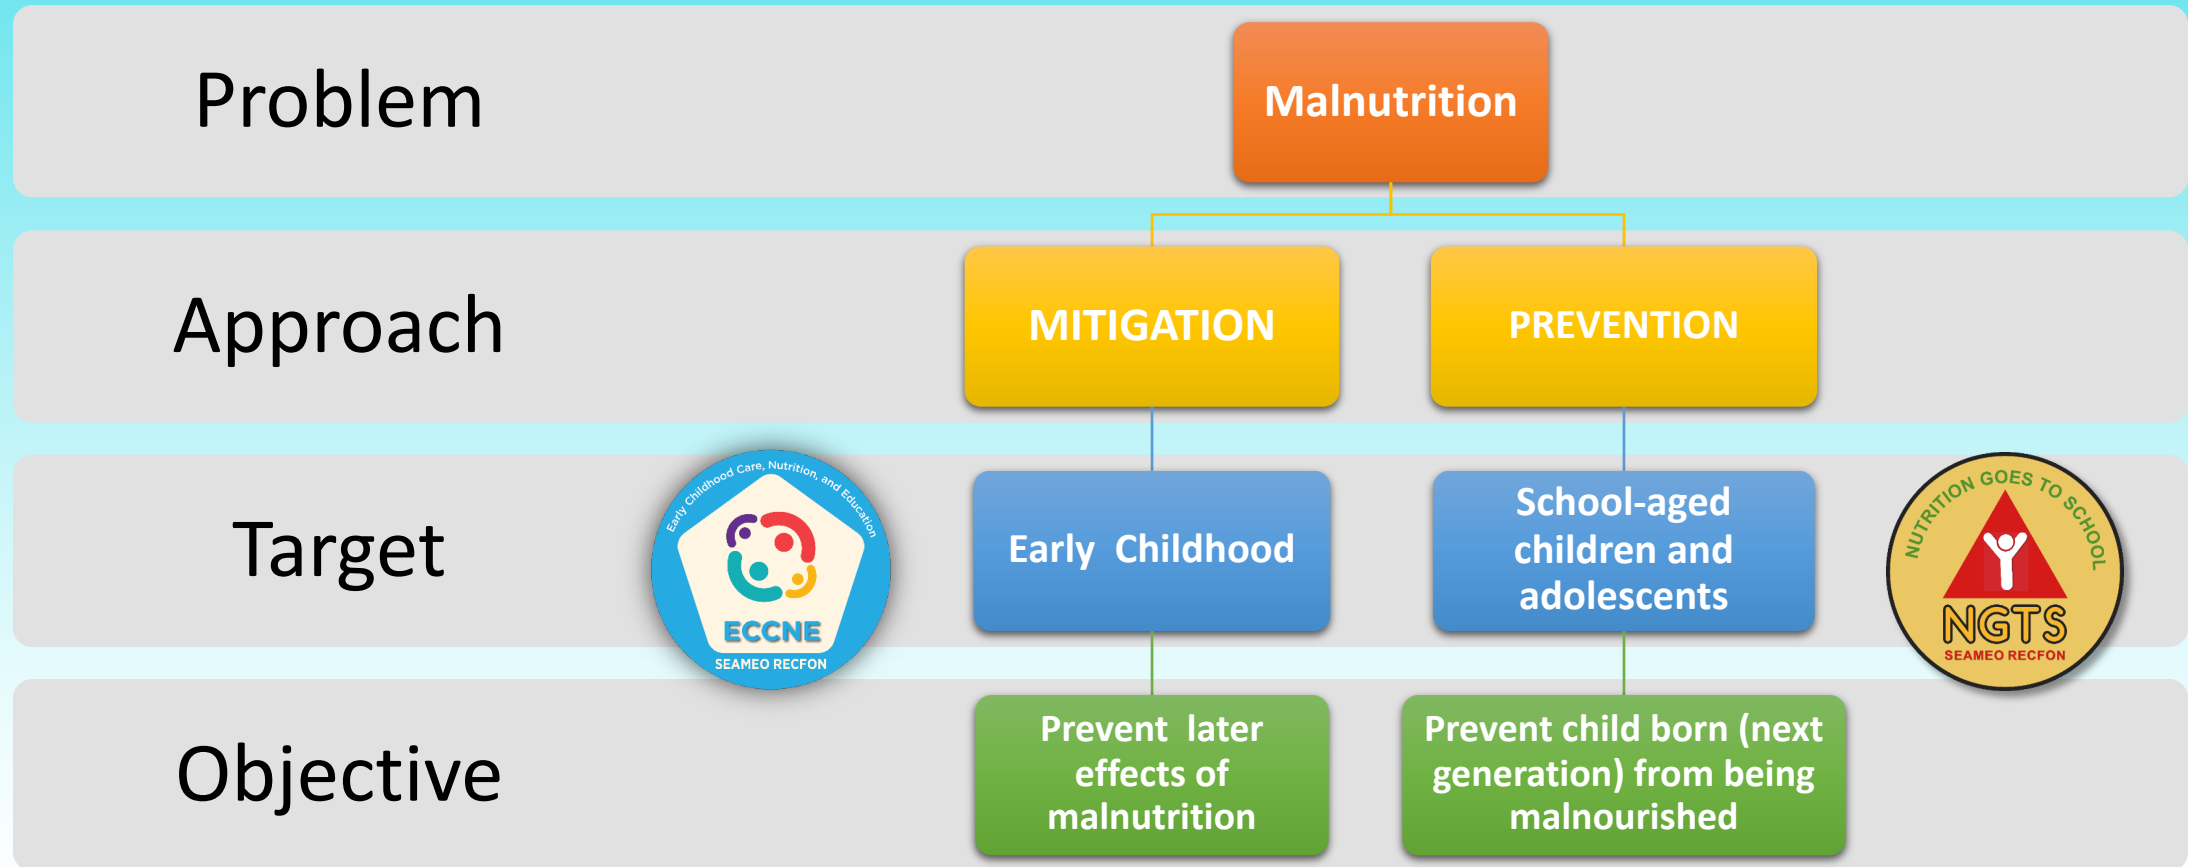 Problem
Malnutrition
Approach
MITIGATION
PREVENTION
Target
Early Childhood Care, Nutrition, and Education
ECCNE
SEAMEO RECFON
Early Childhood
School-aged
children and
adolescents
NUTRITION GOES TO SCHOOL
NGTS
SEAMEO RECFON
Objective
Prevent later
effects of
malnutrition
Prevent child born (next
generation) from being
malnourished